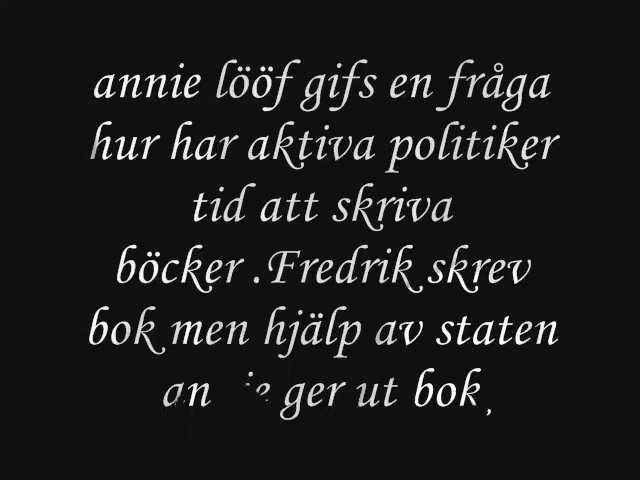 annie lööf gifs en fråga
hur har aktiva politiker
tid att skriva
böcker .Fredrik skrev
bok men hjälp av staten
ger ut bok,